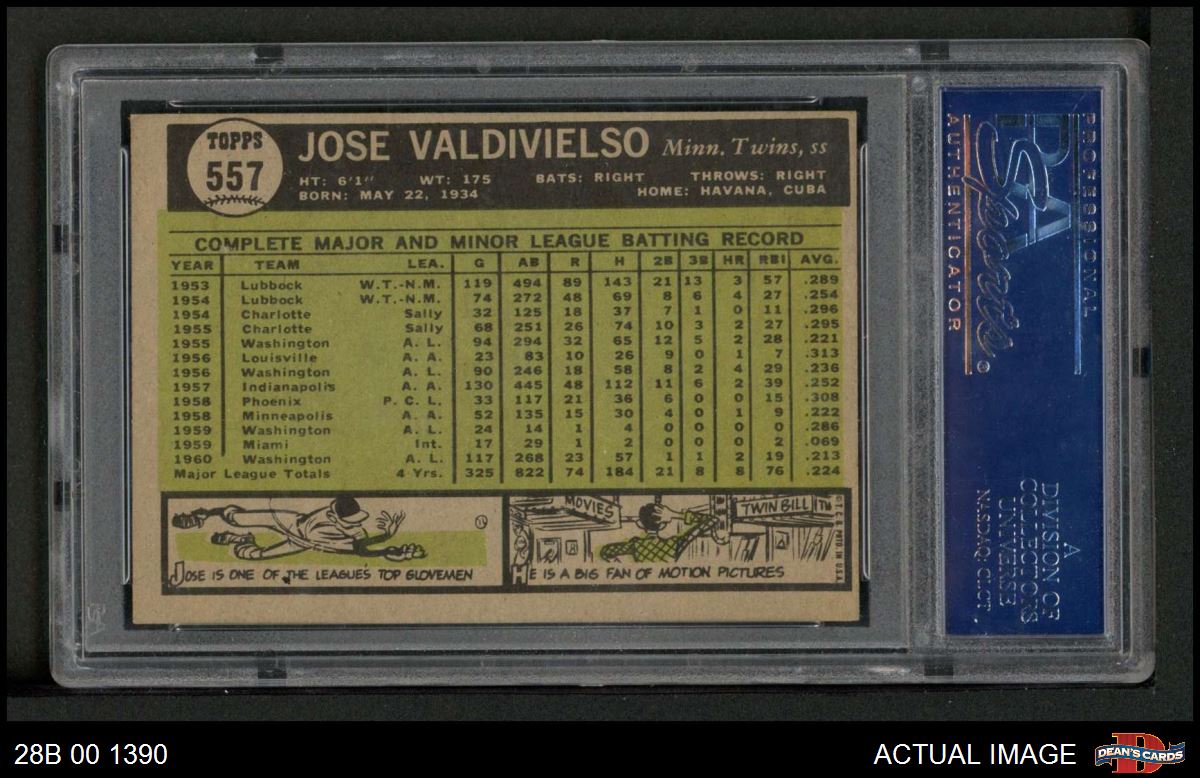 TOPPS
557
JOSE VALDIVIELSO Minn. Twins, SS
HT: 6'1" WT: 175 BATS: RIGHT THROWS: RIGHT
BORN: MAY 22, 1934 HOME: HAVANA, CUBA
COMPLETE MAJOR AND MINOR LEAGUE BATTING RECORD
YEAR TEAM LEA. G AB R H 2B 3B HR RBI AVG.
1953 Lubbock W.T.-N.M. 119 494 89 143 21 13 3 57 .289
1954 Lubbock W.T.-N.M. 74 272 48 69 8 6 4 27 .254
1954 Charlotte Sally 32 125 18 37 7 1 0 11 .296
1955 Charlotte Sally 68 251 26 74 10 3 2 27 .295
1955 Washington A. L. 94 294 32 65 12 5 2 28 .221
1956 Louisville A. A. 23 83 10 26 9 0 1 7 .313
1956 Washington A. L. 90 246 18 58 8 2 4 29 .236
1957 Indianapolis A. A. 130 445 48 112 11 6 2 39 .252
1958 Phoenix P. C. L. 33 117 21 36 6 0 0 15 .308
1958 Minneapolis A. A. 52 135 15 30 4 0 1 9 .222
1959 Washington A. L. 24 14 1 4 0 0 0 0 .286
1959 Miami Int. 17 29 1 2 0 0 0 2 .069
1960 Washington A. L. 117 268 23 57 1 1 2 19 .213
Major League Totals 4 Yrs. 325 822 74 184 21 8 8 76 .224
JOSE IS ONE OF THE LEAGUE'S TOP GLOVEMEN
MOVIES
TWIN BILL
HE IS A BIG FAN OF MOTION PICTURES
© T.C.G. PRTD IN U.S.A.
PROFESSIONAL
PSA
Sports
®
AUTHENTICATOR
A
DIVISION OF
COLLECTORS
UNIVERSE
NASDAQ: CLCT
28B 00 1390
ACTUAL IMAGE
DEAN'S CARDS